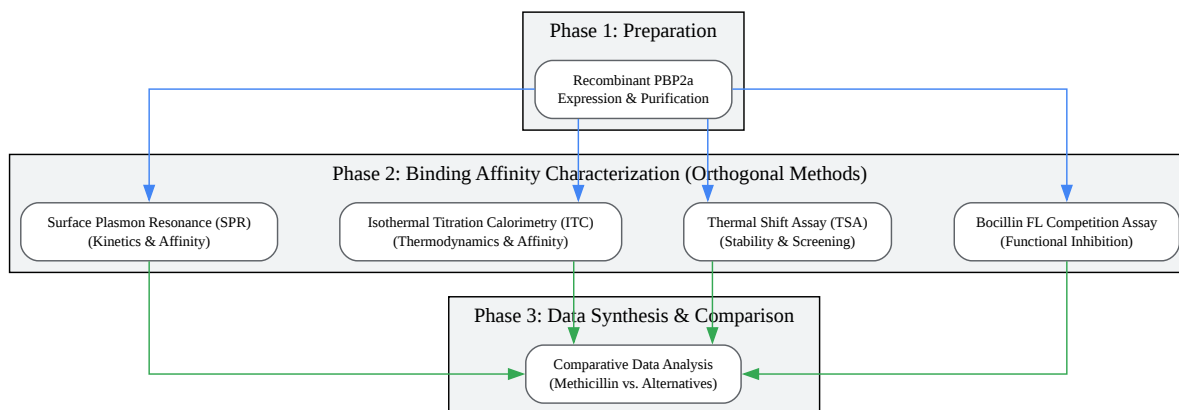 Phase 1: Preparation
Recombinant PBP2a
Expression & Purification
Phase 2: Binding Affinity Characterization (Orthogonal Methods)
Surface Plasmon Resonance (SPR)
(Kinetics & Affinity)
Isothermal Titration Calorimetry (ITC)
(Thermodynamics & Affinity)
Thermal Shift Assay (TSA)
(Stability & Screening)
Bocillin FL Competition Assay
(Functional Inhibition)
Phase 3: Data Synthesis & Comparison
Comparative Data Analysis
(Methicillin vs. Alternatives)